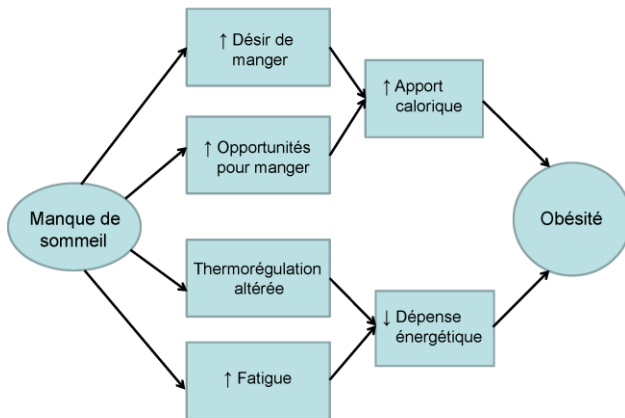 ↑ Désir de
manger
↑ Apport
calorique
↑ Opportunités
pour manger
Manque de
sommeil
Obésité
Thermorégulation
altérée
↓ Dépense
énergétique
↑ Fatigue